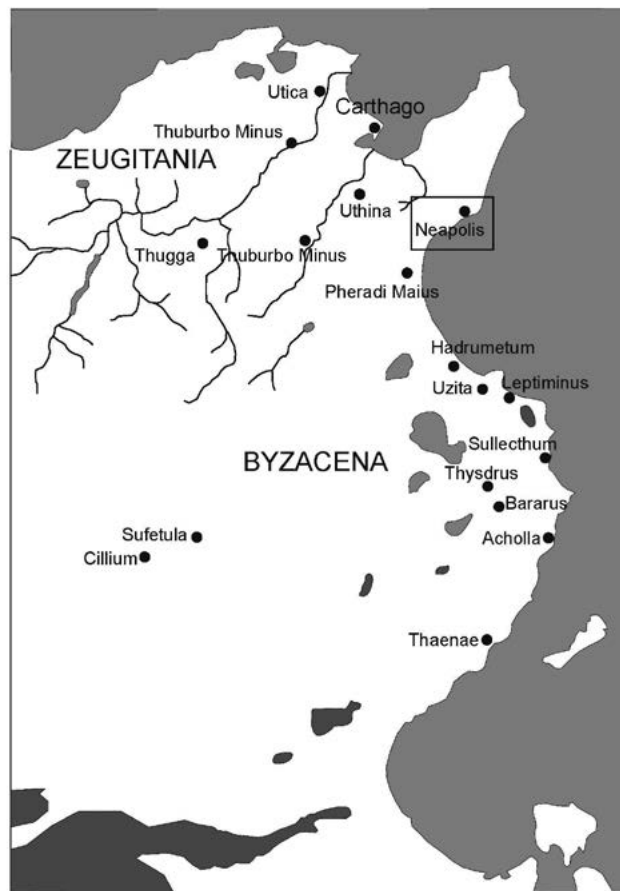 Utica
Carthago
Thuburbo Minus
ZEUGITANIA
Uthina
Neapolis
Thugga
Thuburbo Minus
Pheradi Maius
Hadrumetum
Uzita
Leptiminus
Sullecthum
BYZACENA
Thysdrus
Bararus
Sufetula
Acholla
Cillium
Thaenae